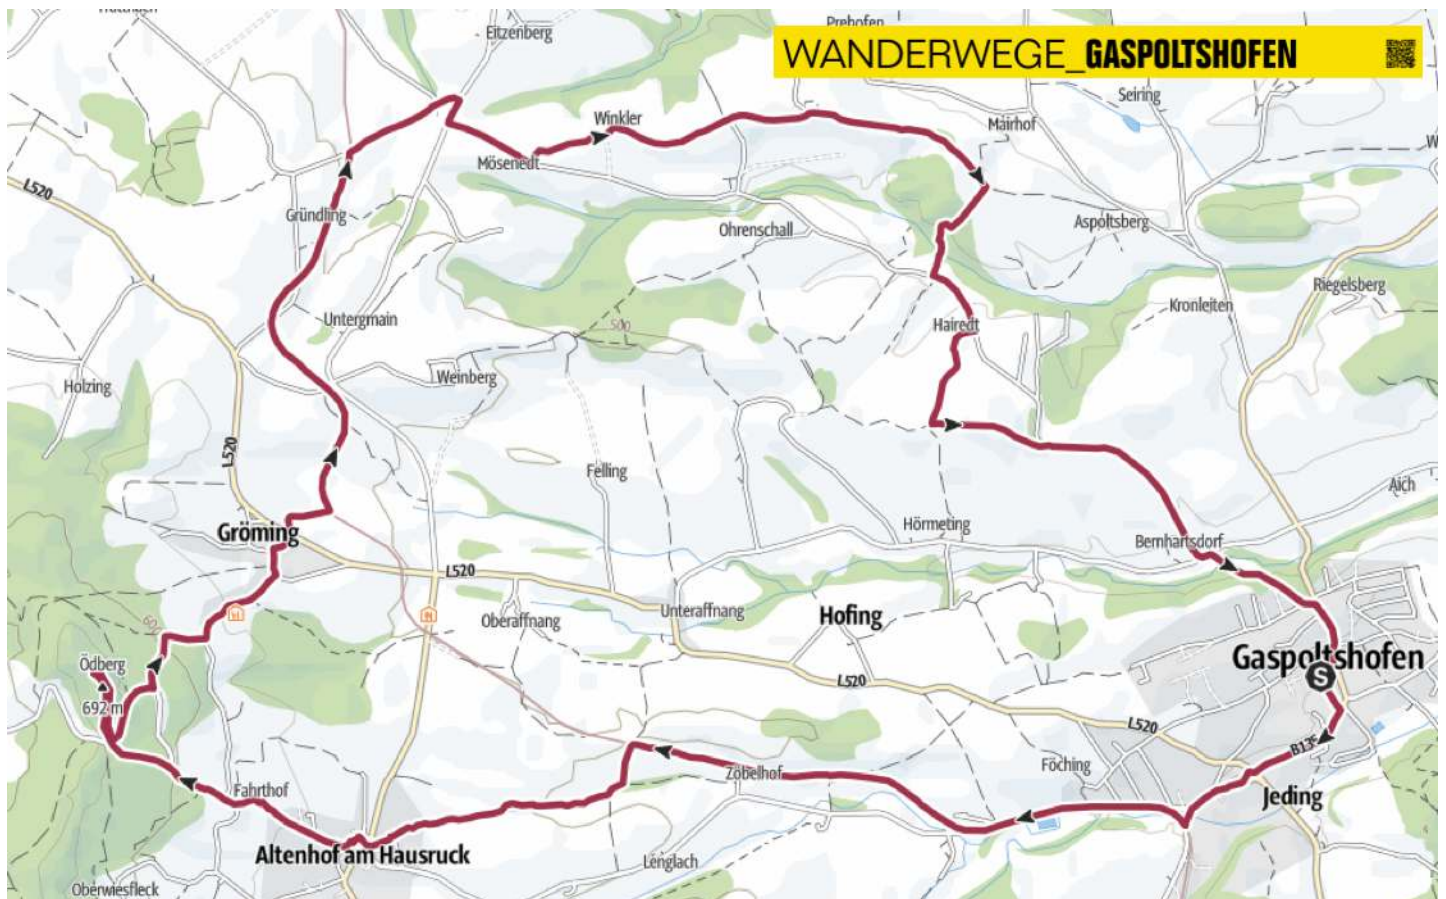 Eitzenberg
Prehofen
WANDERWEGE_GASPOLTSHOFEN
Seiring
Winkler
Mairhof
Mösenedt
L520
Gründling
Ohrenschall
Aspoltsberg
Riegelsberg
Kronleiten
Untergmain
500
Hairedt
Holzing
Weinberg
L520
Felling
Aich
Hörmeting
Gröming
Bernhartsdorf
L520
Unteraffnang
Oberaffnang
Hofing
Gaspoltshofen
S
Ödberg
692 m
L520
L520
B135
Föching
Zöbelhof
Fahrthof
Jeding
Altenhof am Hausruck
Lenglach
Oberwiesfleck